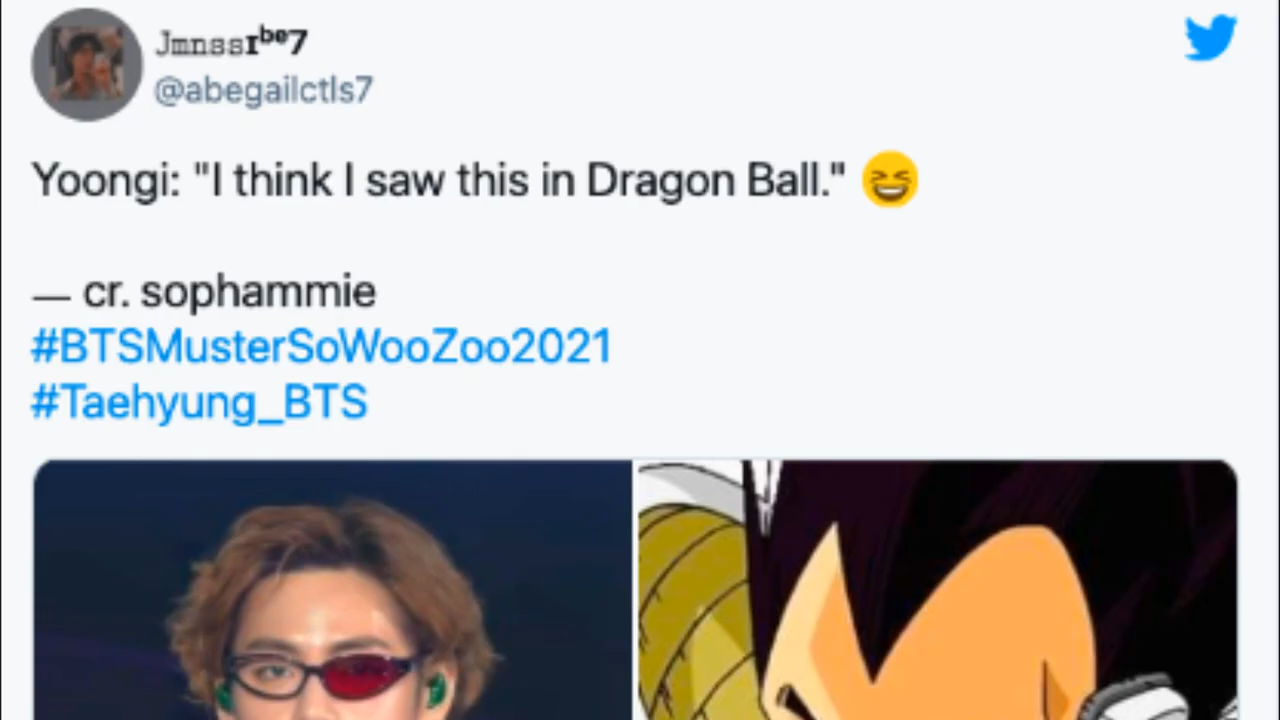 Jmnssɪᵇᵉ7
@abegailctls7
Yoongi: "I think I saw this in Dragon Ball." 😆
— cr. sophammie
#BTSMusterSoWooZoo2021
#Taehyung_BTS